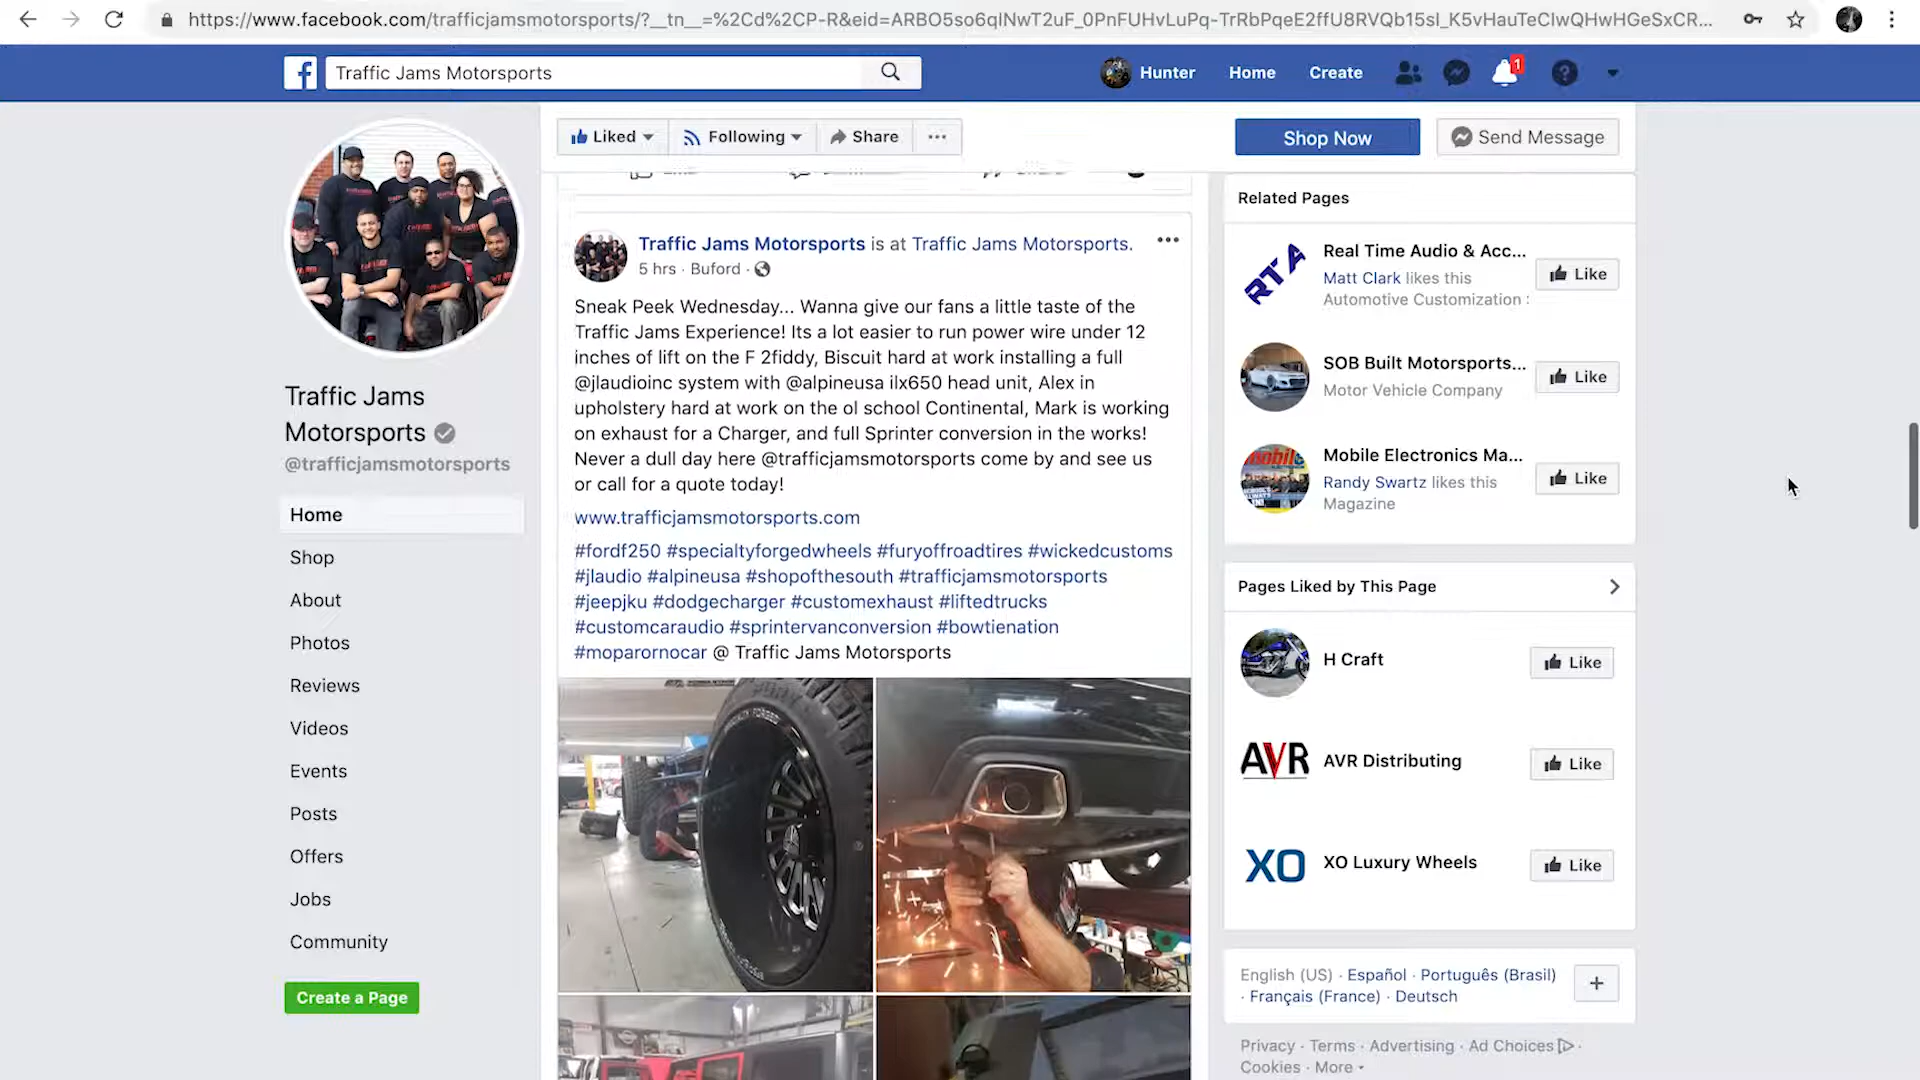 https://www.facebook.com/trafficjamsmotorsports/?__tn__=%2Cd%2CP-R&eid=ARBO5so6qlNwT2uF_0PnFUHvLuPq-TrRbPqeE2ffU8RVQb15sl_K5vHauTeClwQHwHGeSxCR...
Traffic Jams Motorsports
Hunter
Home
Create
1
Liked
Following
Share
Shop Now
Send Message
Traffic Jams
Motorsports
@trafficjamsmotorsports
Home
Shop
About
Photos
Reviews
Videos
Events
Posts
Offers
Jobs
Community
Create a Page
Traffic Jams Motorsports is at Traffic Jams Motorsports.
5 hrs · Buford ·
Sneak Peek Wednesday... Wanna give our fans a little taste of the
Traffic Jams Experience! Its a lot easier to run power wire under 12
inches of lift on the F 2fiddy, Biscuit hard at work installing a full
@jlaudioinc system with @alpineusa ilx650 head unit, Alex in
upholstery hard at work on the ol school Continental, Mark is working
on exhaust for a Charger, and full Sprinter conversion in the works!
Never a dull day here @trafficjamsmotorsports come by and see us
or call for a quote today!
www.trafficjamsmotorsports.com
#fordf250 #specialtyforgedwheels #furyoffroadtires #wickedcustoms
#jlaudio #alpineusa #shopofthesouth #trafficjamsmotorsports
#jeepjku #dodgecharger #customexhaust #liftedtrucks
#customcaraudio #sprintervanconversion #bowtienation
#moparornocar @ Traffic Jams Motorsports
Related Pages
RTA
Real Time Audio & Acc...
Matt Clark likes this
Automotive Customization
Like
SOB Built Motorsports...
Motor Vehicle Company
Like
Mobile Electronics Ma...
Randy Swartz likes this
Magazine
Like
Pages Liked by This Page
H Craft
Like
AVR
AVR Distributing
Like
XO
XO Luxury Wheels
Like
English (US) · Español · Português (Brasil)
· Français (France) · Deutsch
Privacy · Terms · Advertising · Ad Choices ·
Cookies · More